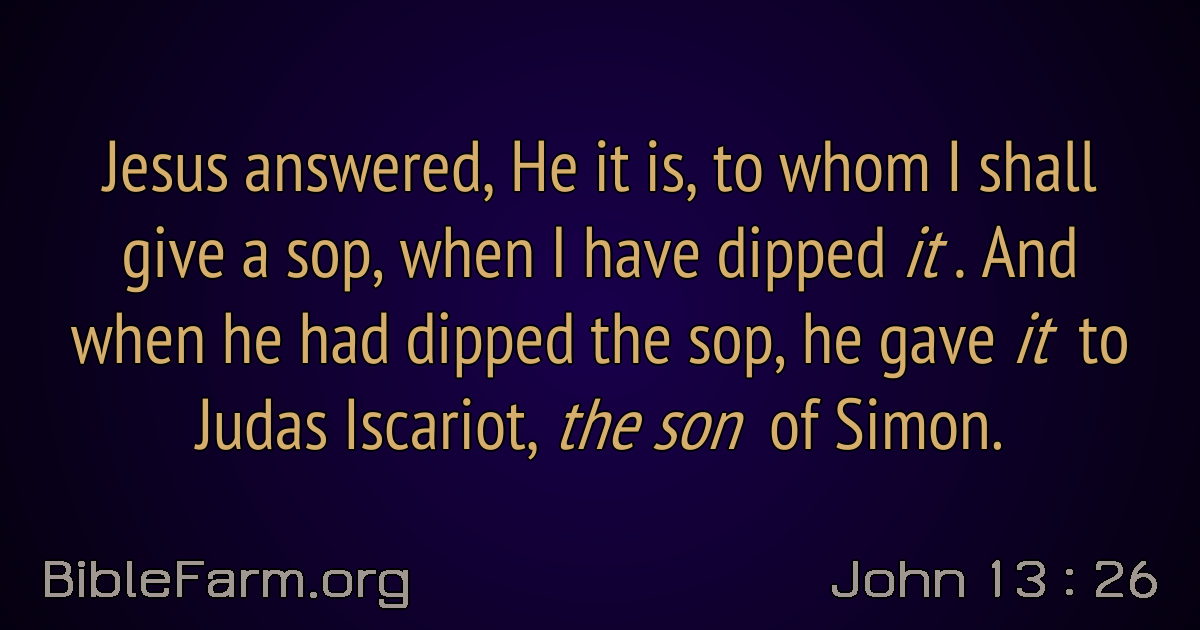 Jesus answered, He it is, to whom I shall
give a sop, when I have dipped it . And
when he had dipped the sop, he gave it to
Judas Iscariot, the son of Simon.
BibleFarm.org
John 13 : 26